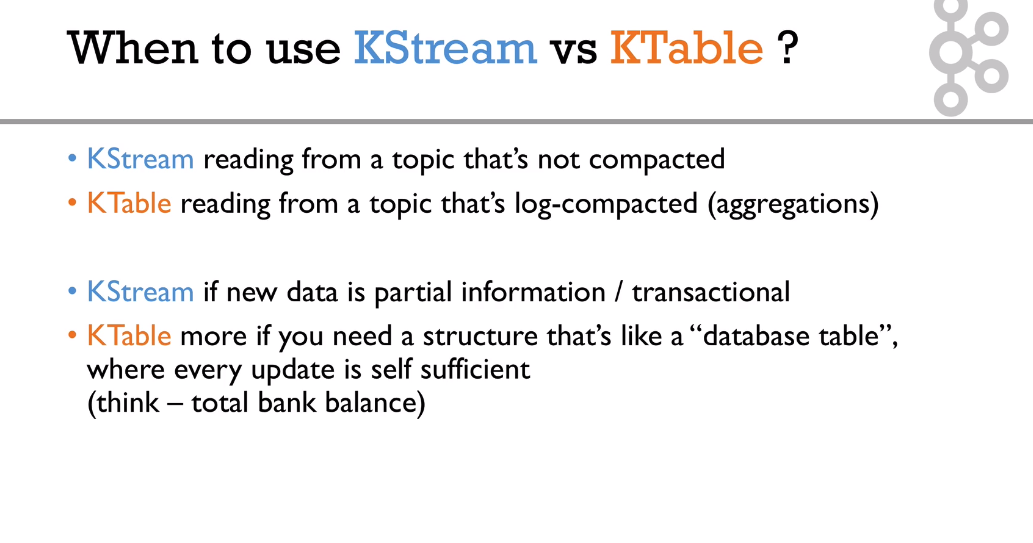 When to use KStream vs KTable ?
• KStream reading from a topic that’s not compacted
• KTable reading from a topic that’s log-compacted (aggregations)
• KStream if new data is partial information / transactional
• KTable more if you need a structure that’s like a “database table”,
where every update is self sufficient
(think – total bank balance)